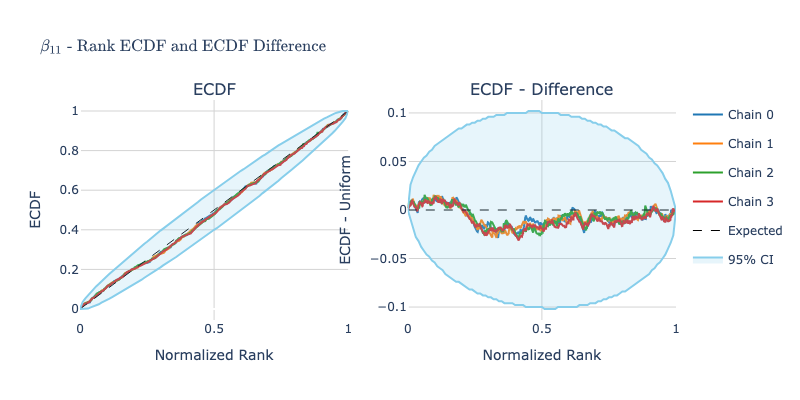 β₁₁ - Rank ECDF and ECDF Difference
ECDF
ECDF
1
0.8
0.6
0.4
0.2
0
0
0.5
1
Normalized Rank
ECDF - Difference
ECDF - Uniform
0.1
0.05
0
−0.05
−0.1
0
0.5
1
Normalized Rank
Chain 0
Chain 1
Chain 2
Chain 3
Expected
95% CI